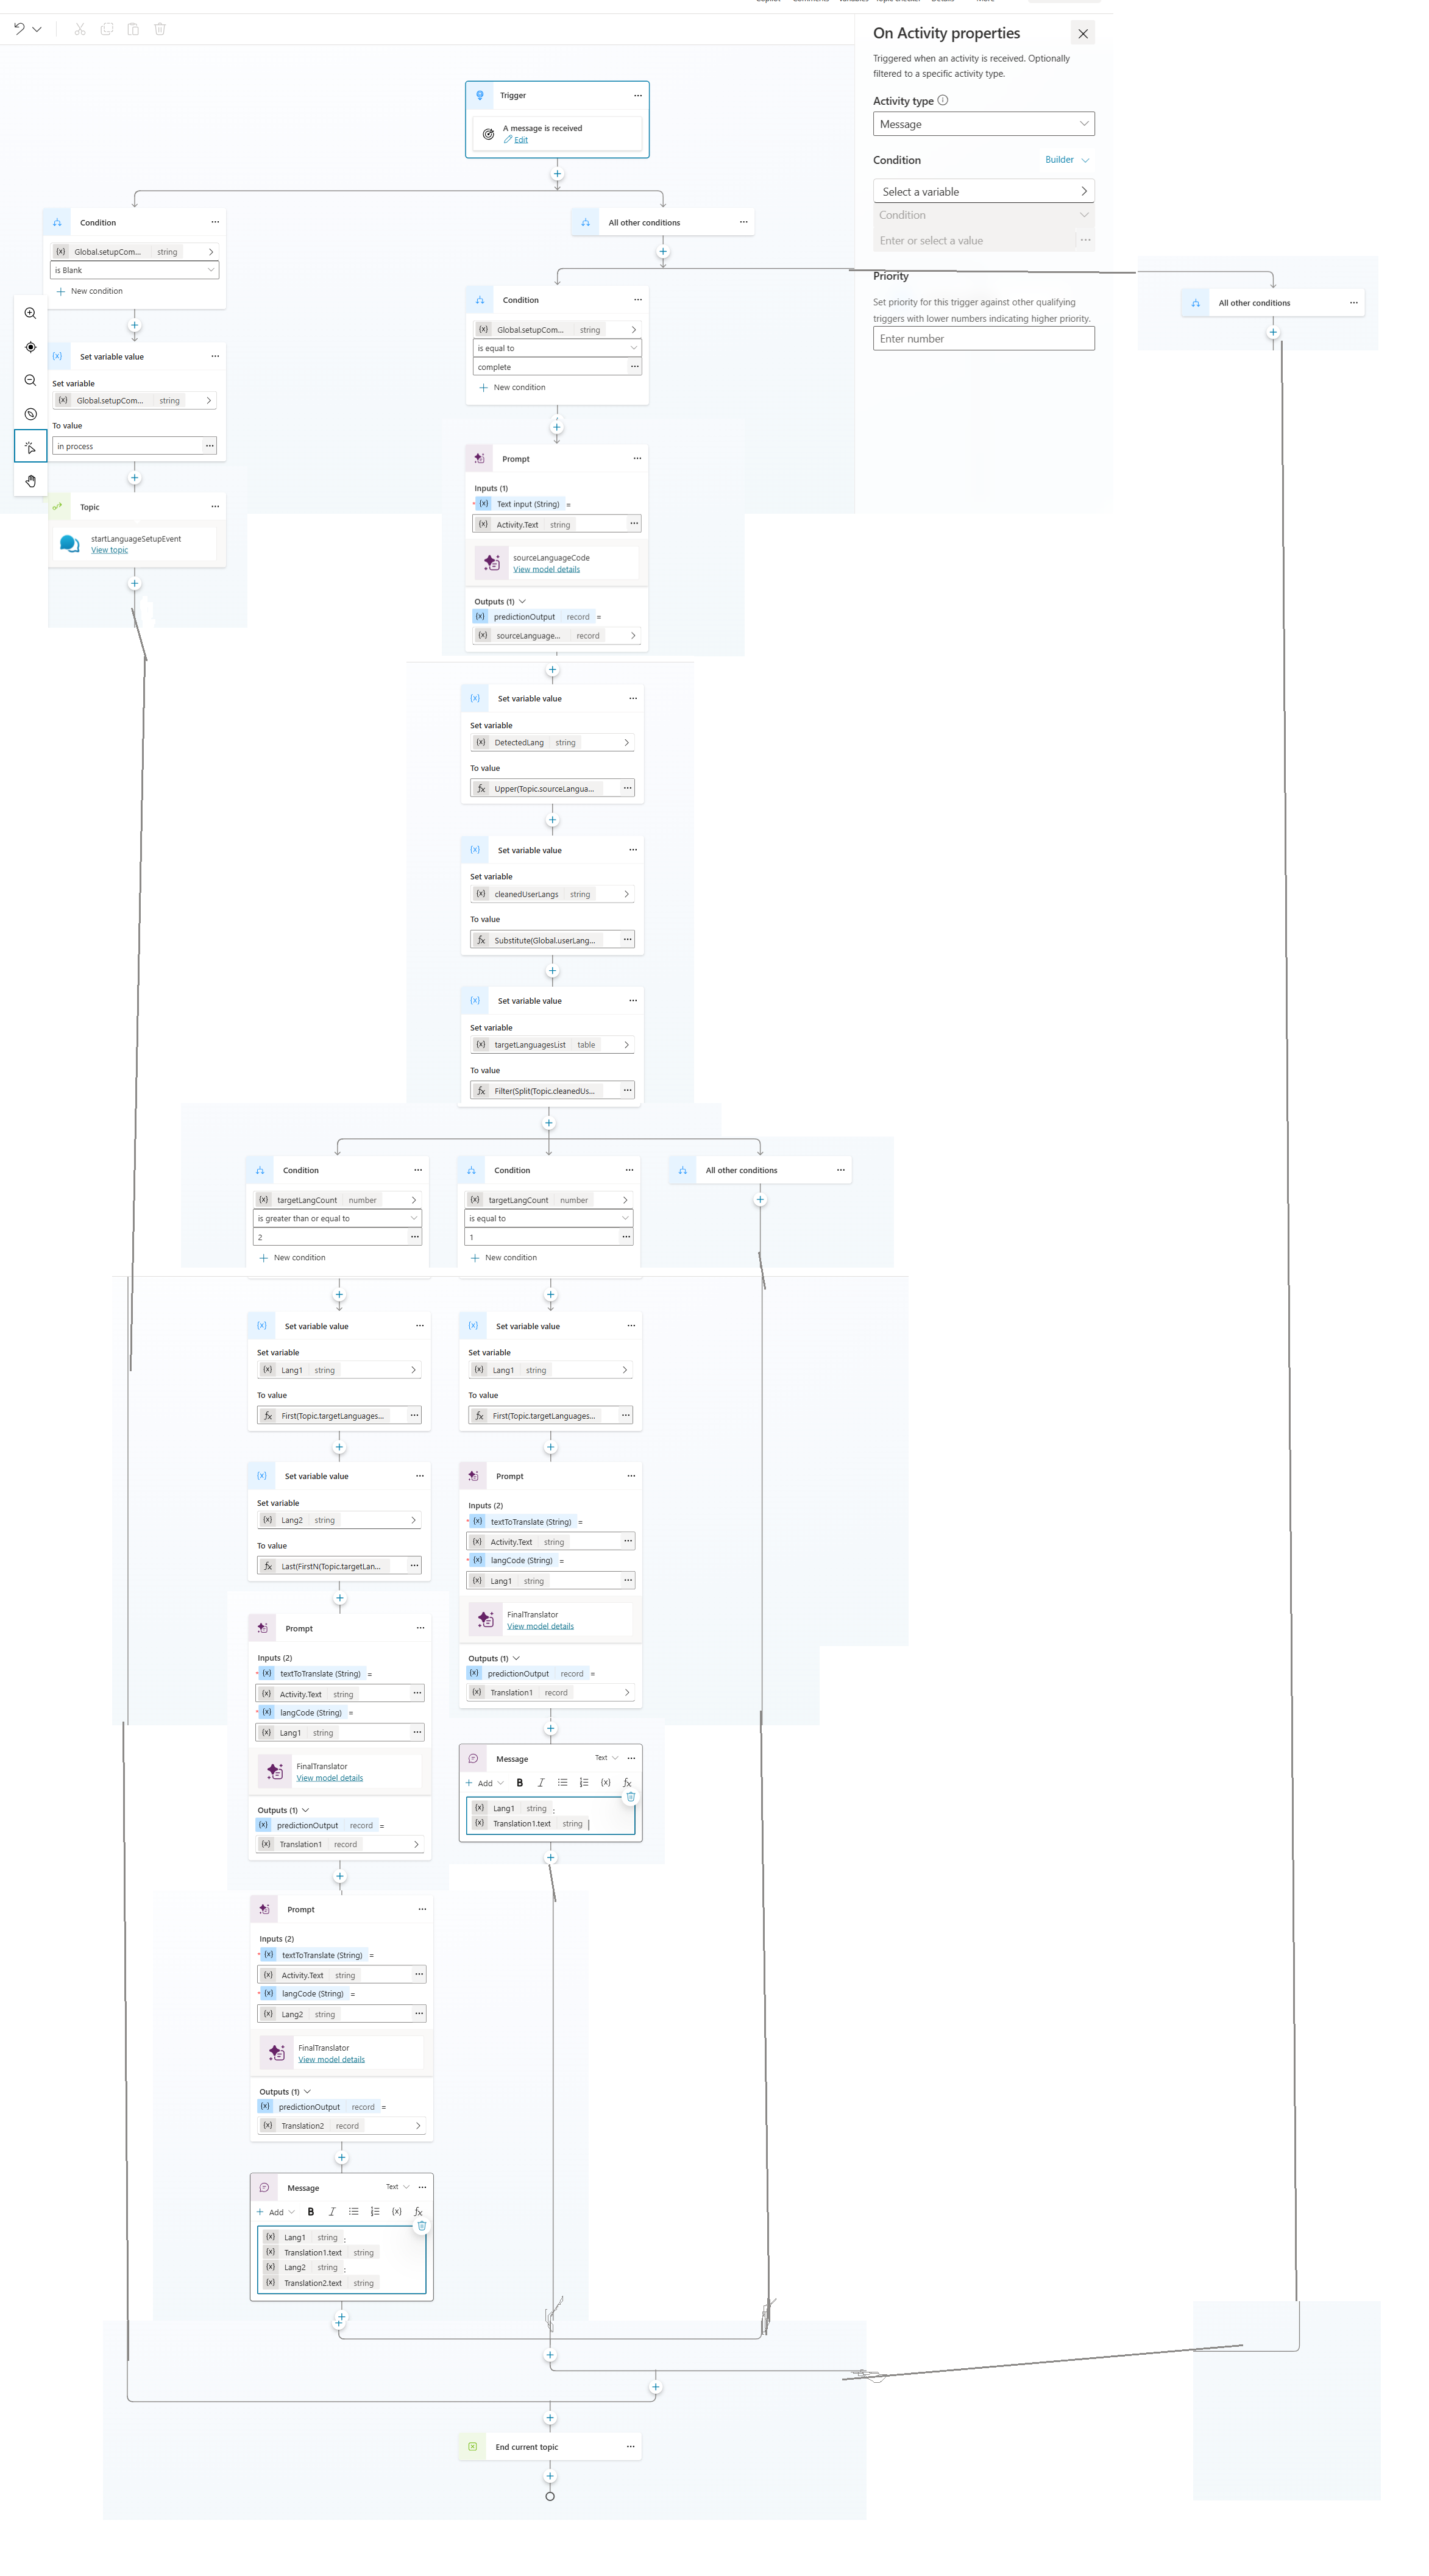 On Activity properties
Triggered when an activity is received. Optionally
filtered to a specific activity type.
Activity type
Message
Condition
Builder
Select a variable
Condition
Enter or select a value
Priority
Set priority for this trigger against other qualifying
triggers with lower numbers indicating higher priority.
Enter number
Trigger
A message is received
Edit
Condition
{x} Global.setupCom... string
is Blank
New condition
Set variable value
Set variable
{x} Global.setupCom... string
To value
in process
Topic
startLanguageSetupEvent
View topic
All other conditions
Condition
{x} Global.setupCom... string
is equal to
complete
New condition
All other conditions
Prompt
Inputs (1)
* {x} Text input (String) =
{x} Activity.Text string
sourceLanguageCode
View model details
Outputs (1)
{x} predictionOutput record =
{x} sourceLanguage... record
{x} Set variable value
Set variable
{x} DetectedLang string
To value
fx Upper(Topic.sourceLangua...
{x} Set variable value
Set variable
{x} cleanedUserLangs string
To value
fx Substitute(Global.userLang...
{x} Set variable value
Set variable
{x} targetLanguagesList table
To value
fx Filter(Split(Topic.cleanedUs...
Condition
{x} targetLangCount number
is greater than or equal to
2
New condition
Condition
{x} targetLangCount number
is equal to
1
New condition
All other conditions
{x} Set variable value
Set variable
{x} Lang1 string
To value
fx First(Topic.targetLanguages...
{x} Set variable value
Set variable
{x} Lang2 string
To value
fx Last(FirstN(Topic.targetLan...
Prompt
Inputs (2)
* {x} textToTranslate (String) =
{x} Activity.Text string
* {x} langCode (String) =
{x} Lang1 string
FinalTranslator
View model details
Outputs (1)
{x} predictionOutput record =
{x} Translation1 record
Prompt
Inputs (2)
* {x} textToTranslate (String) =
{x} Activity.Text string
* {x} langCode (String) =
{x} Lang2 string
FinalTranslator
View model details
Outputs (1)
{x} predictionOutput record =
{x} Translation2 record
Message
Text
+ Add B I {x} fx
{x} Lang1 string :
{x} Translation1.text string
{x} Lang2 string :
{x} Translation2.text string
{x} Set variable value
Set variable
{x} Lang1 string
To value
fx First(Topic.targetLanguages...
Prompt
Inputs (2)
* {x} textToTranslate (String) =
{x} Activity.Text string
* {x} langCode (String) =
{x} Lang1 string
FinalTranslator
View model details
Outputs (1)
{x} predictionOutput record =
{x} Translation1 record
Message
Text
+ Add B I {x} fx
{x} Lang1 string :
{x} Translation1.text string
End current topic